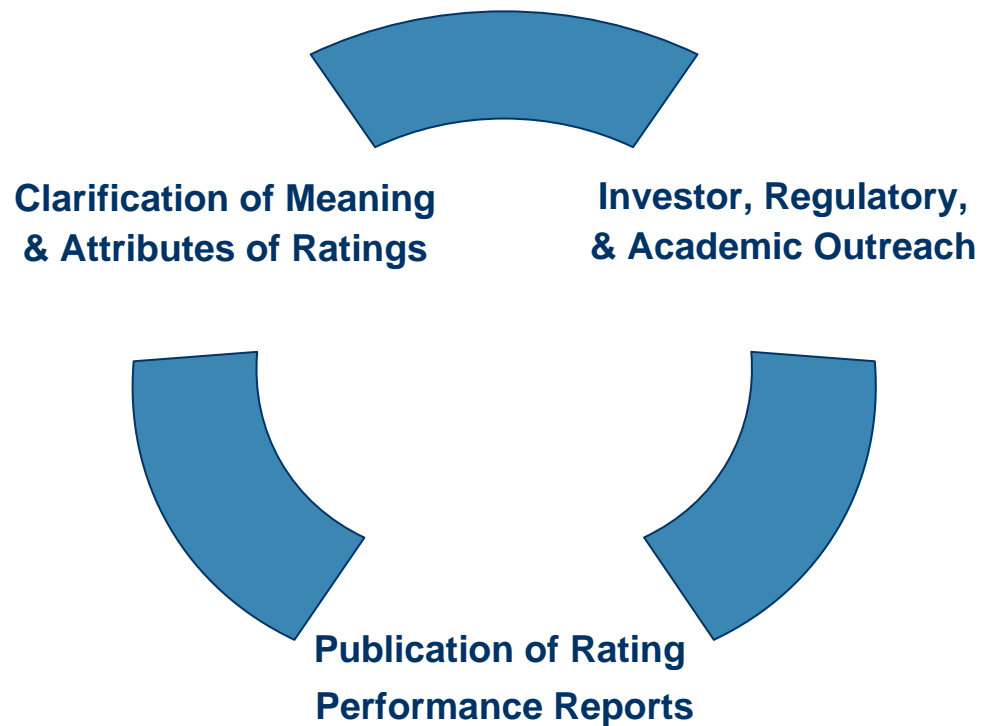 Clarification of Meaning
& Attributes of Ratings
Investor, Regulatory,
& Academic Outreach
Publication of Rating
Performance Reports